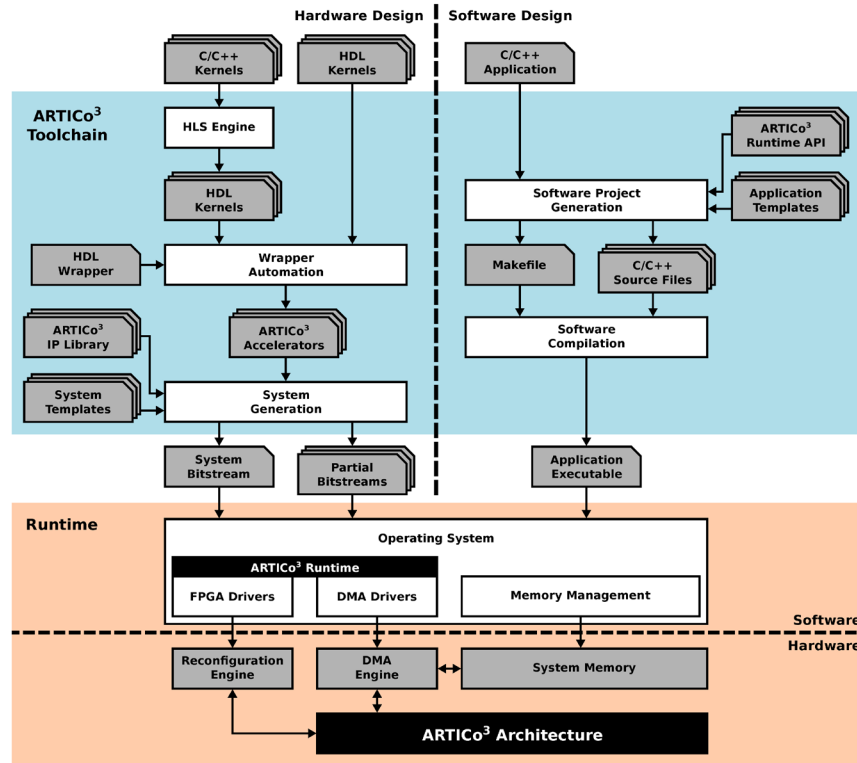 Hardware Design
Software Design
C/C++
Kernels
HDL
Kernels
C/C++
Application
ARTICo³
Toolchain
HLS Engine
ARTICo³
Runtime API
HDL
Kernels
Software Project
Generation
Application
Templates
HDL
Wrapper
Wrapper
Automation
Makefile
C/C++
Source Files
ARTICo³
IP Library
ARTICo³
Accelerators
Software
Compilation
System
Templates
System
Generation
System
Bitstream
Partial
Bitstreams
Application
Executable
Runtime
Operating System
ARTICo³ Runtime
FPGA Drivers
DMA Drivers
Memory Management
Software
Hardware
Reconfiguration
Engine
DMA
Engine
System Memory
ARTICo³ Architecture